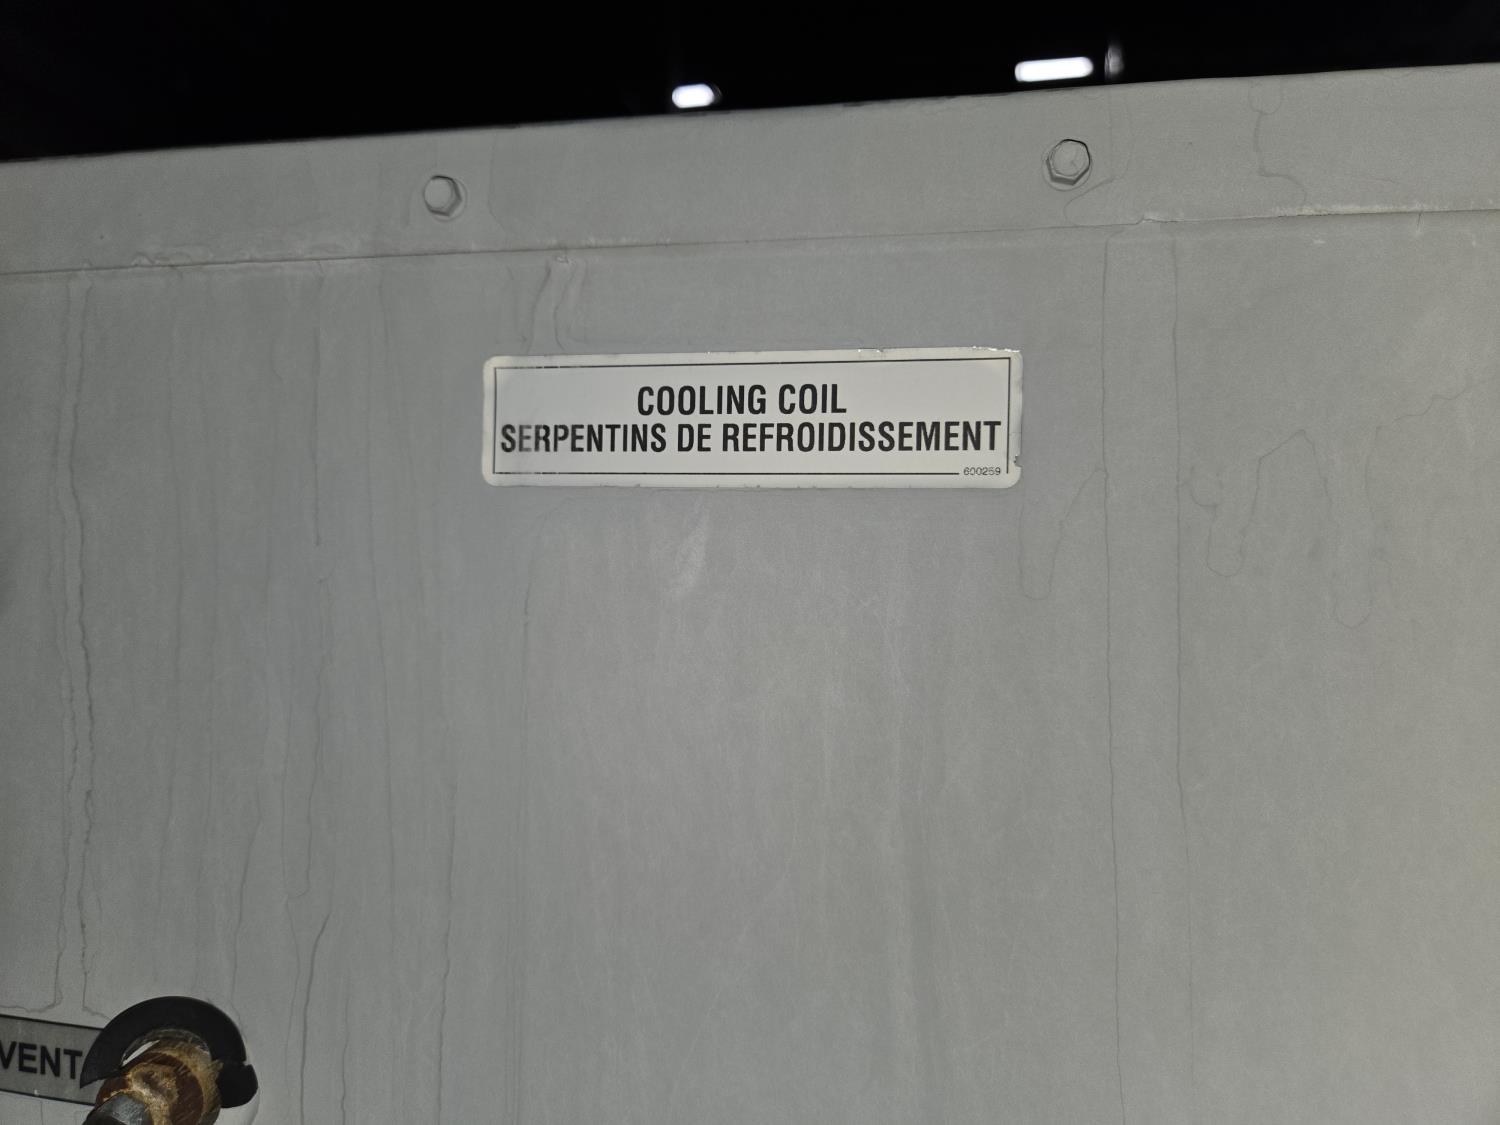 COOLING COIL
SERPENTINS DE REFROIDISSEMENT
600259
VENT